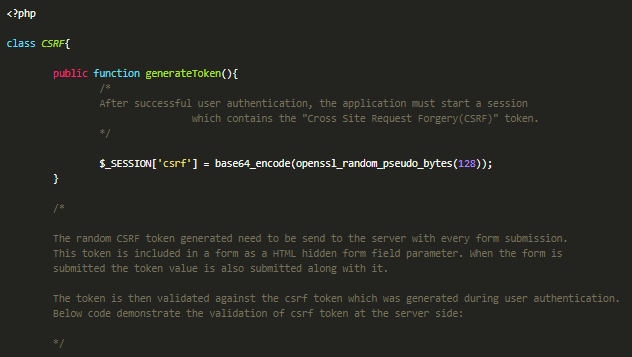 <?php
class CSRF{
public function generateToken(){
/*
After successful user authentication, the application must start a session
which contains the "Cross Site Request Forgery(CSRF)" token.
*/
$_SESSION['csrf'] = base64_encode(openssl_random_pseudo_bytes(128));
}
/*
The random CSRF token generated need to be send to the server with every form submission.
This token is included in a form as a HTML hidden form field parameter. When the form is
submitted the token value is also submitted along with it.
The token is then validated against the csrf token which was generated during user authentication.
Below code demonstrate the validation of csrf token at the server side:
*/